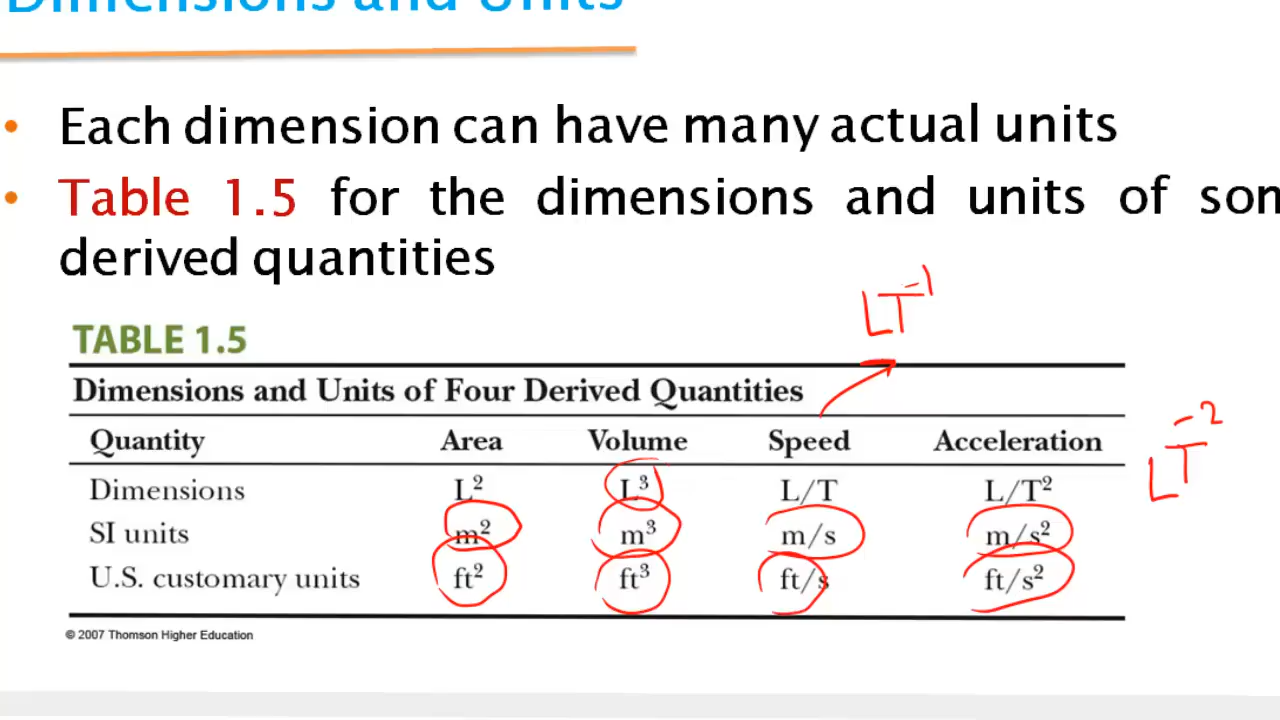 Dimensions and Units
• Each dimension can have many actual units
• Table 1.5 for the dimensions and units of som
derived quantities
LT⁻¹
TABLE 1.5
Dimensions and Units of Four Derived Quantities
Quantity Area Volume Speed Acceleration
LT⁻²
Dimensions L² L³ L/T L/T²
SI units m² m³ m/s m/s²
U.S. customary units ft² ft³ ft/s ft/s²
© 2007 Thomson Higher Education